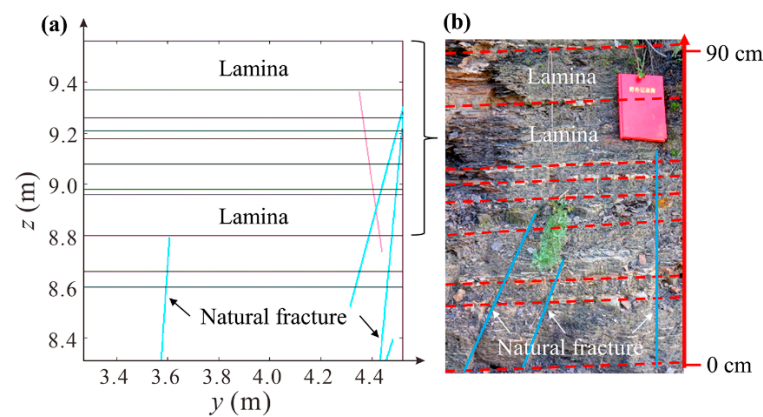 (a)
z (m)
9.4
9.2
9.0
8.8
8.6
8.4
Lamina
Lamina
Natural fracture
3.4 3.6 3.8 4.0 4.2 4.4
y (m)
(b)
90 cm
Lamina
Lamina
Natural fracture
0 cm